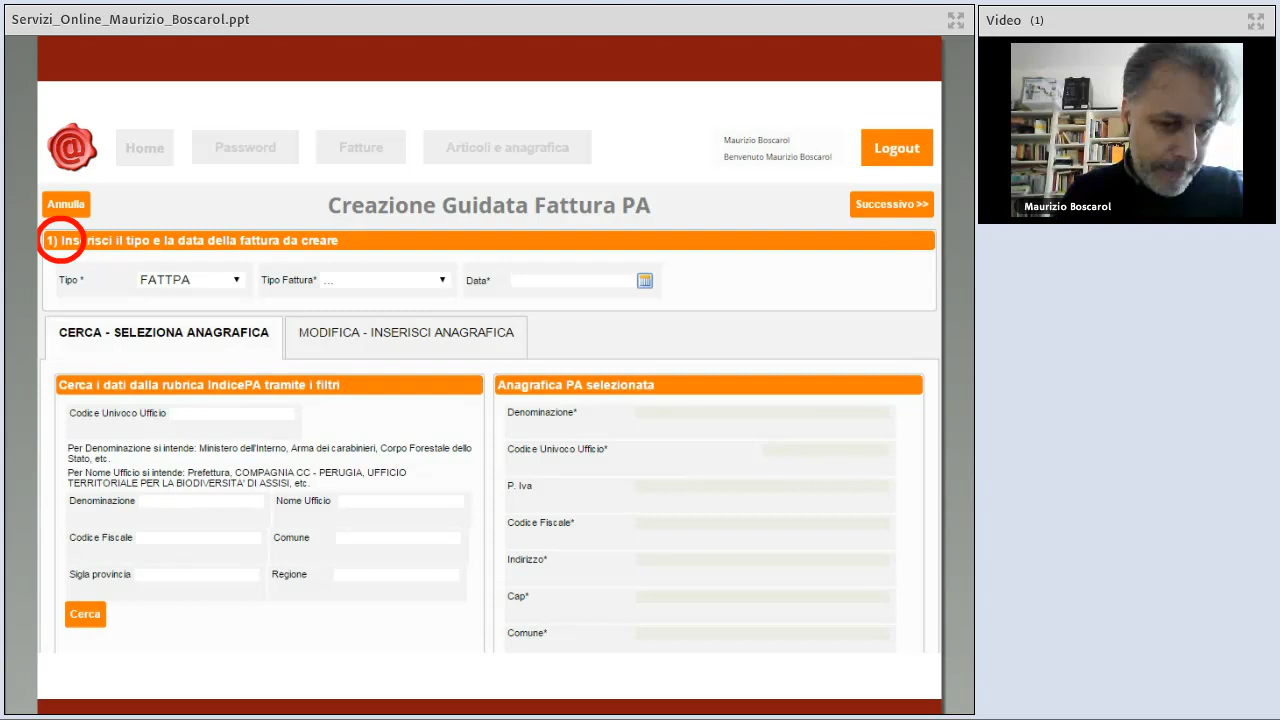 Servizi_Online_Maurizio_Boscarol.ppt
Video (1)
@
Home
Password
Fatture
Articoli e anagrafica
Maurizio Boscarol
Benvenuto Maurizio Boscarol
Logout
Maurizio Boscarol
Annulla
Creazione Guidata Fattura PA
Successivo >>
1) Inserisci il tipo e la data della fattura da creare
Tipo *
FATTPA
Tipo Fattura*
...
Data*
CERCA - SELEZIONA ANAGRAFICA
MODIFICA - INSERISCI ANAGRAFICA
Cerca i dati dalla rubrica IndicePA tramite i filtri
Codice Univoco Ufficio
Per Denominazione si intende: Ministero dell'Interno, Arma dei carabinieri, Corpo Forestale dello
Stato, etc.
Per Nome Ufficio si intende: Prefettura, COMPAGNIA CC - PERUGIA, UFFICIO
TERRITORIALE PER LA BIODIVERSITA' DI ASSISI, etc.
Denominazione
Nome Ufficio
Codice Fiscale
Comune
Sigla provincia
Regione
Cerca
Anagrafica PA selezionata
Denominazione*
Codice Univoco Ufficio*
P. Iva
Codice Fiscale*
Indirizzo*
Cap*
Comune*